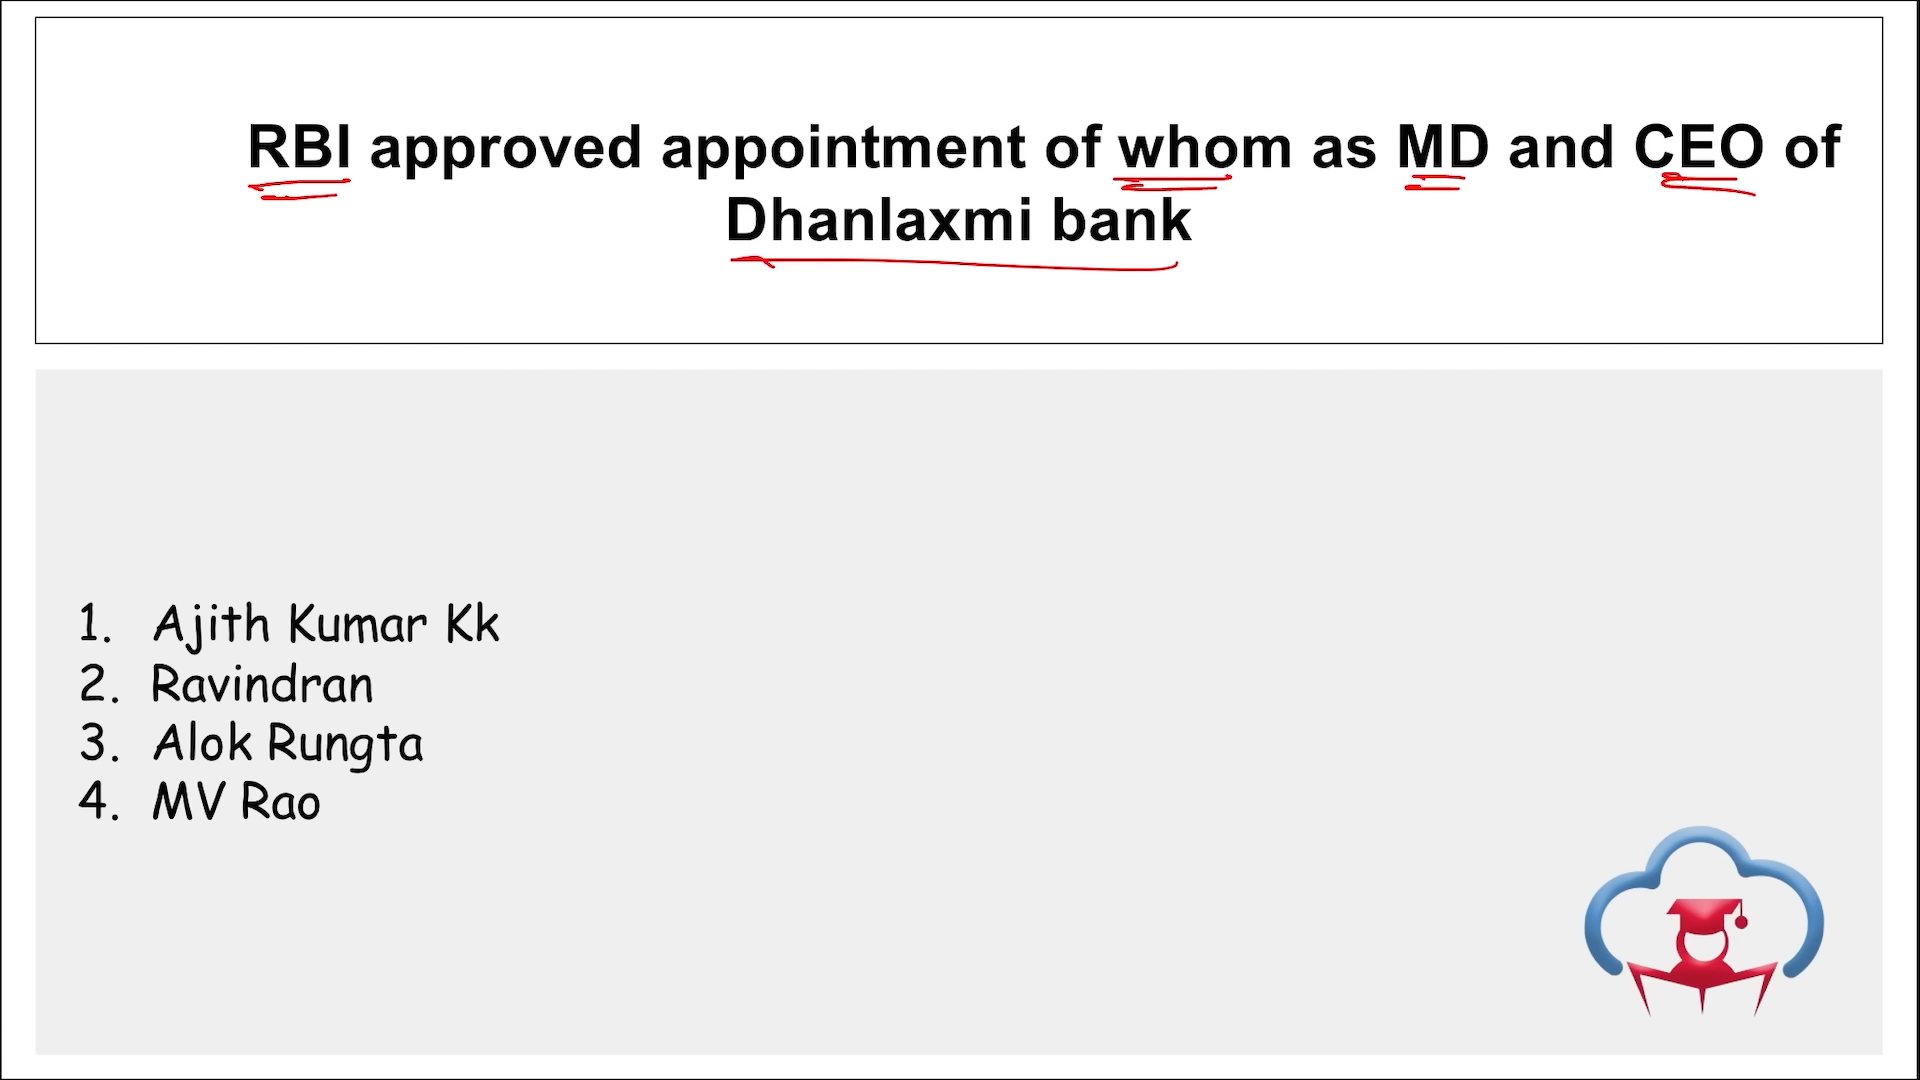 RBI approved appointment of whom as MD and CEO of
Dhanlaxmi bank
1. Ajith Kumar Kk
2. Ravindran
3. Alok Rungta
4. MV Rao